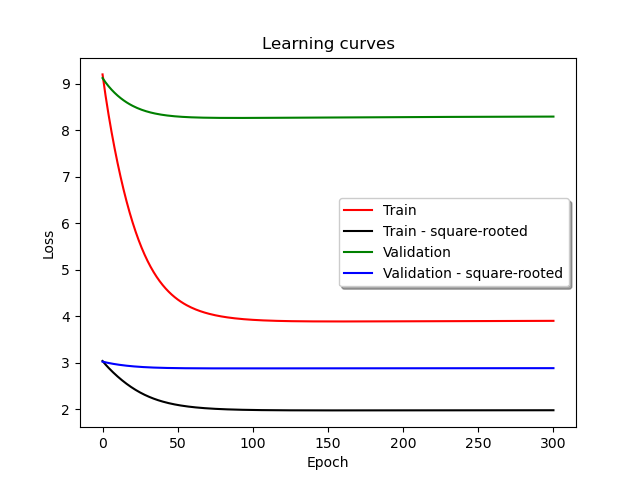 Learning curves
Loss
9
8
7
6
5
4
3
2
Train
Train - square-rooted
Validation
Validation - square-rooted
0 50 100 150 200 250 300
Epoch